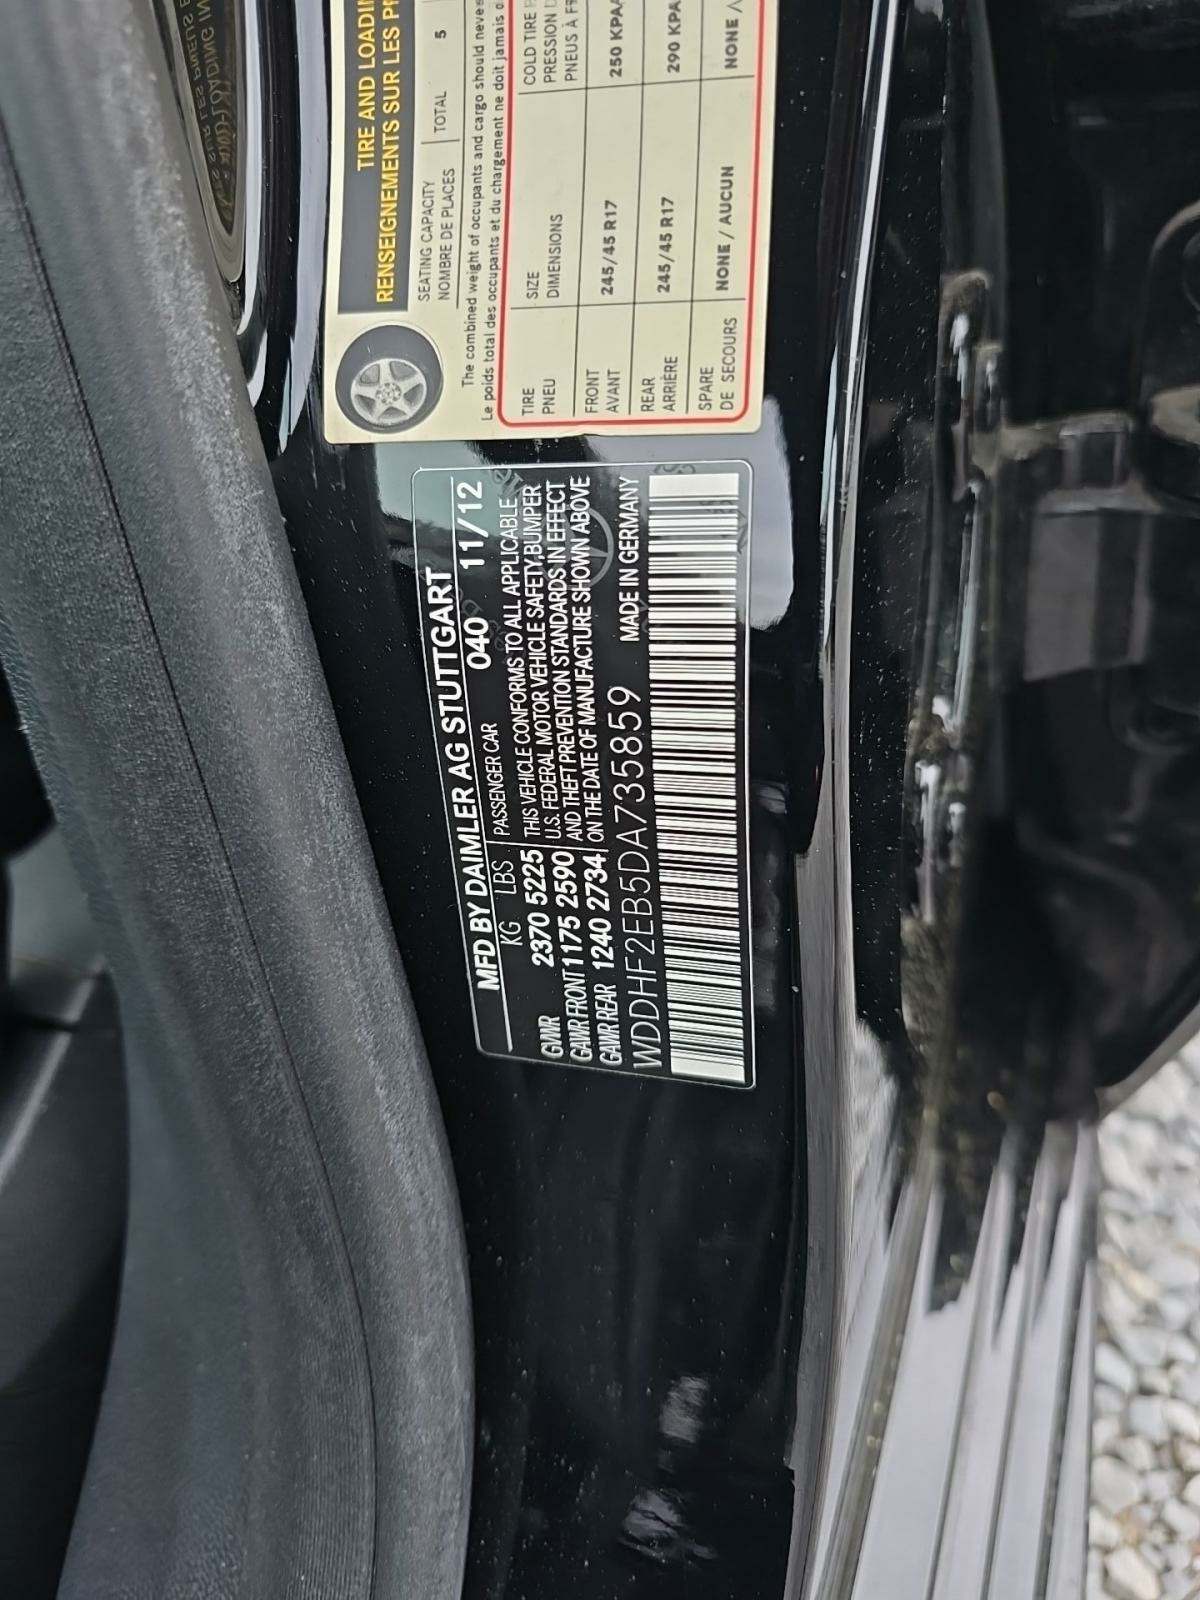 MFD BY DAIMLER AG STUTTGART
KG LBS PASSENGER CAR 040 11/12
GVWR 2370 5225 THIS VEHICLE CONFORMS TO ALL APPLICABLE
GAWR FRONT 1175 2590 U.S. FEDERAL MOTOR VEHICLE SAFETY, BUMPER
GAWR REAR 1240 2734 AND THEFT PREVENTION STANDARDS IN EFFECT
ON THE DATE OF MANUFACTURE SHOWN ABOVE
WDDHF2EB5DA735859 MADE IN GERMANY
TIRE AND LOADIN
RENSEIGNEMENTS SUR LES PN
SEATING CAPACITY
NOMBRE DE PLACES TOTAL 5
The combined weight of occupants and cargo should never
Le poids total des occupants et du chargement ne doit jamais
TIRE SIZE COLD TIRE
PNEU DIMENSIONS PRESSION
PNEUS À
FRONT
AVANT 245/45 R17 250 KPA/
REAR
ARRIÈRE 245/45 R17 290 KPA
SPARE
DE SECOURS NONE / AUCUN NONE /